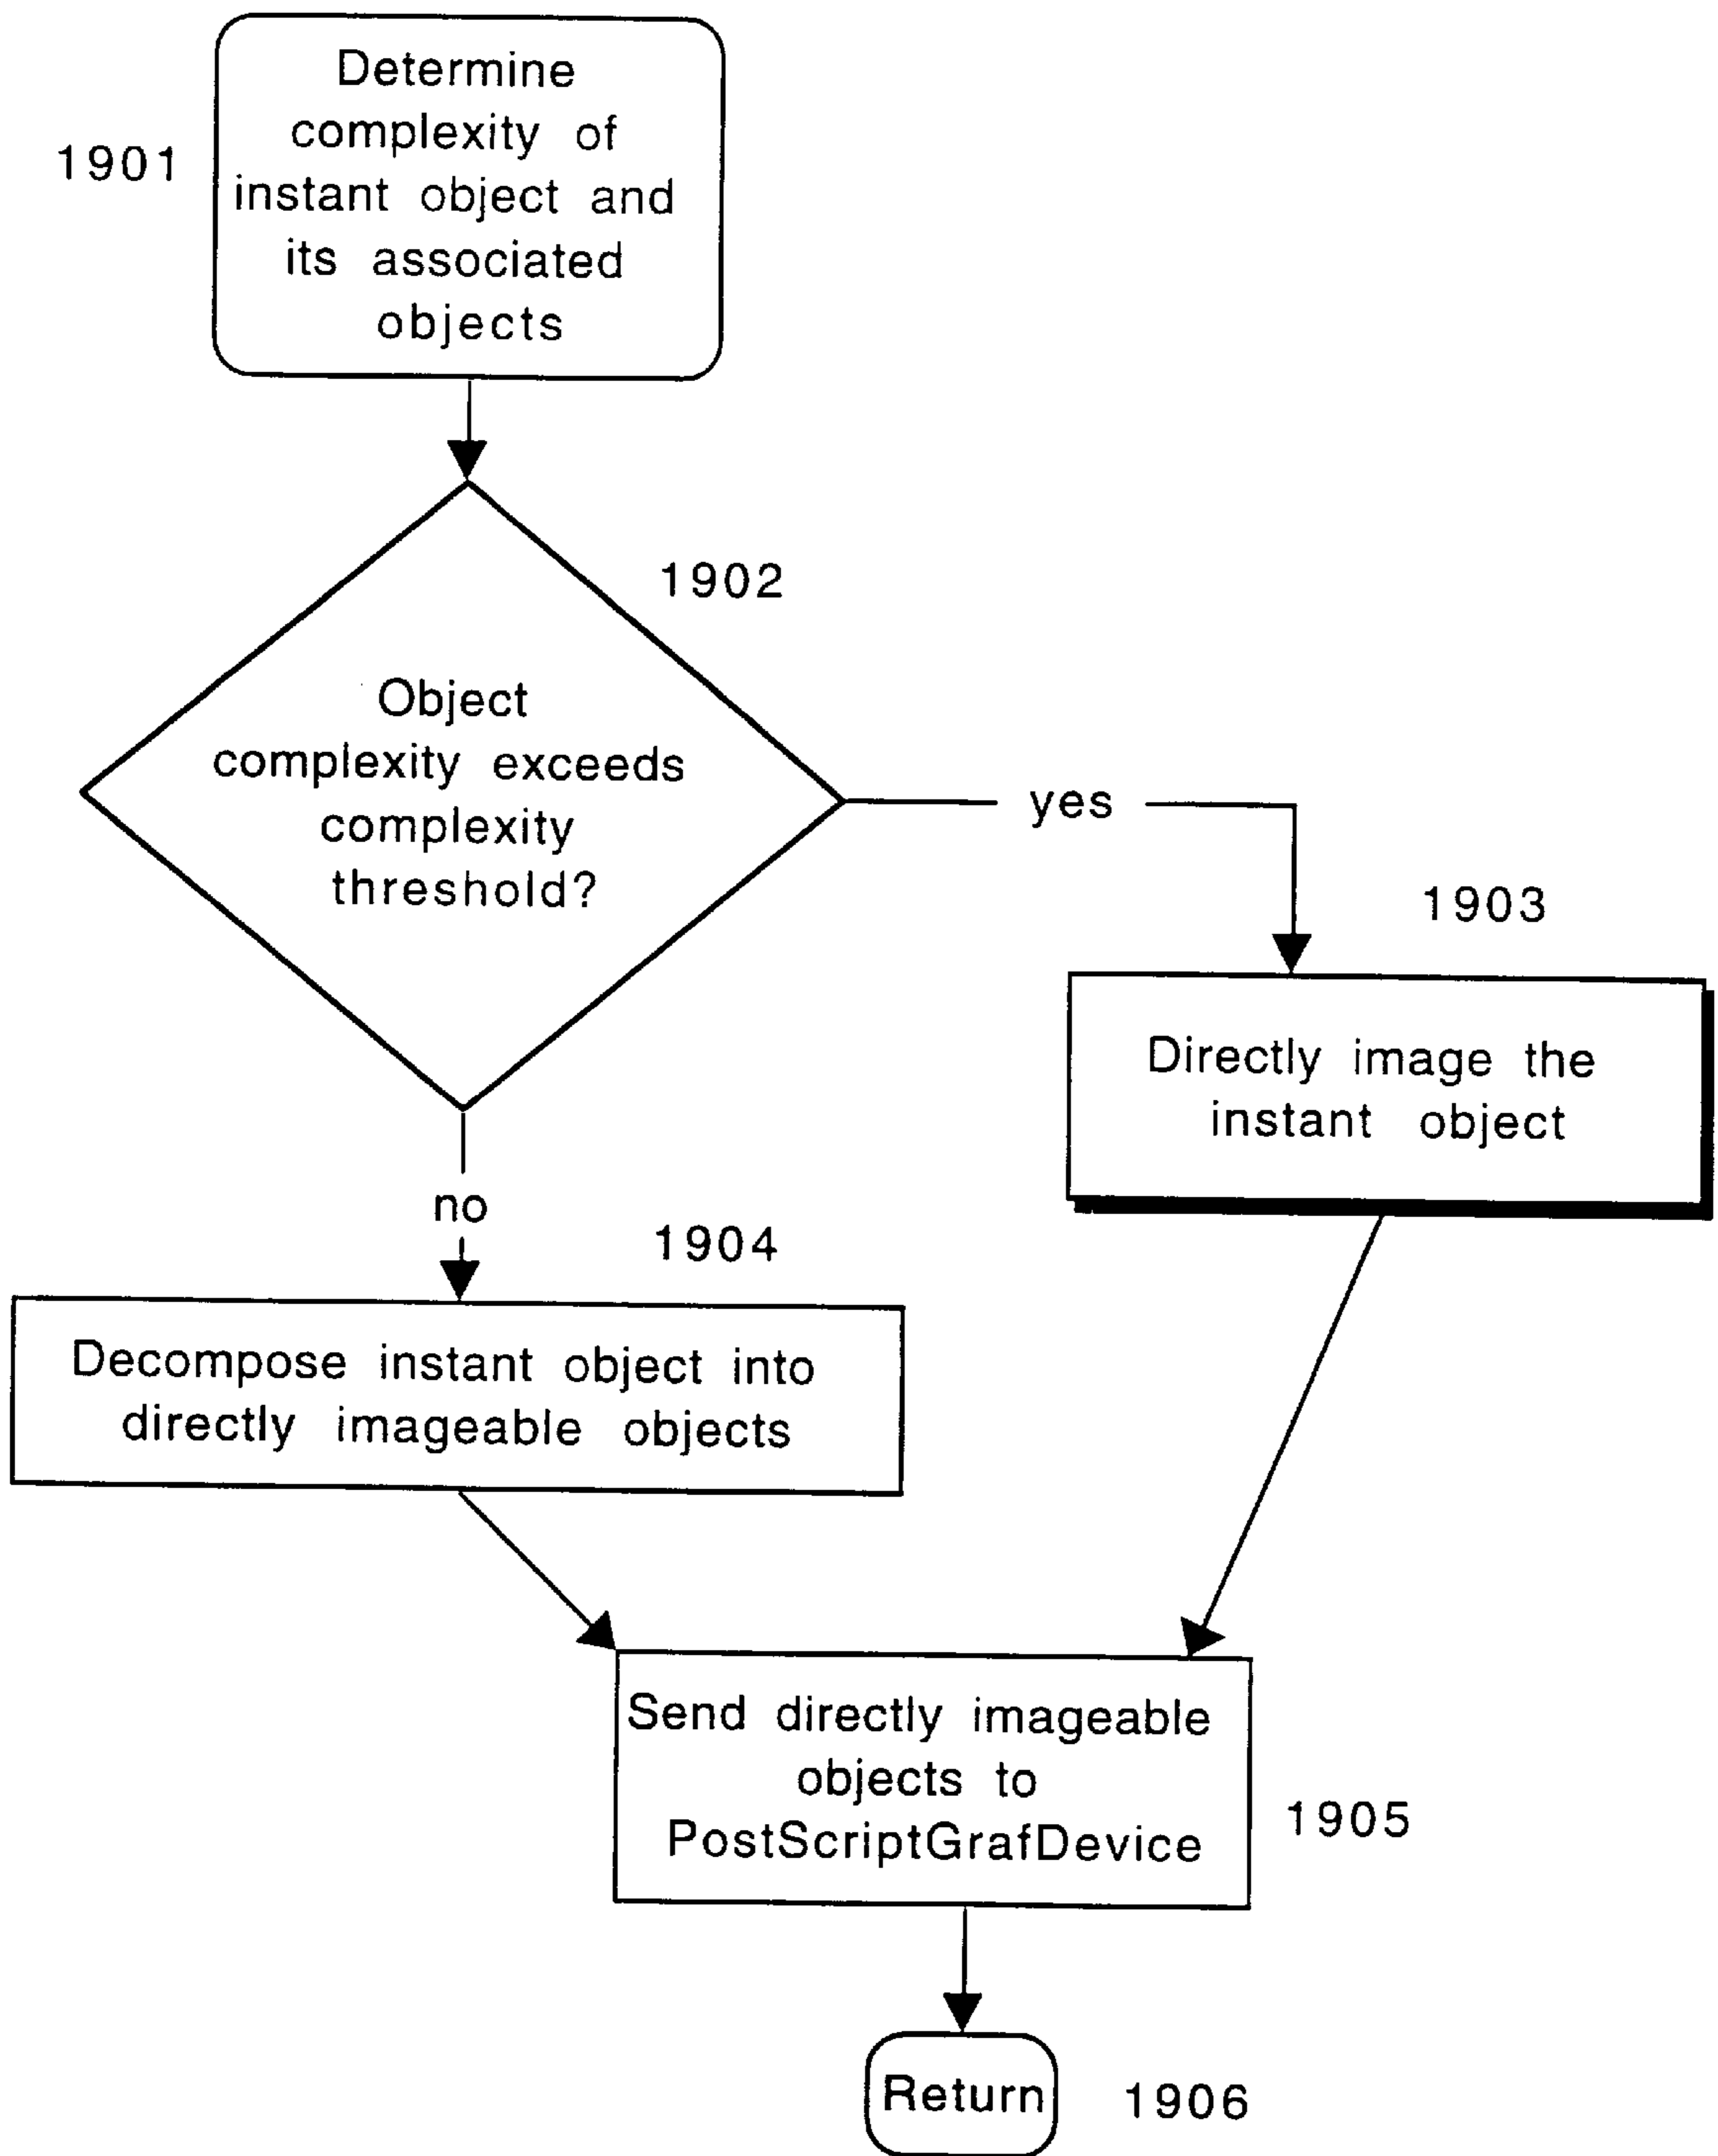 Determine
complexity of
1901
instant object and
its associated
objects
1902
Object
complexity exceeds
complexity
threshold?
yes
1903
Directly image the
instant object
no
1904
Decompose instant object into
directly imageable objects
Send directly imageable
objects to
PostScriptGrafDevice
1905
Return
1906